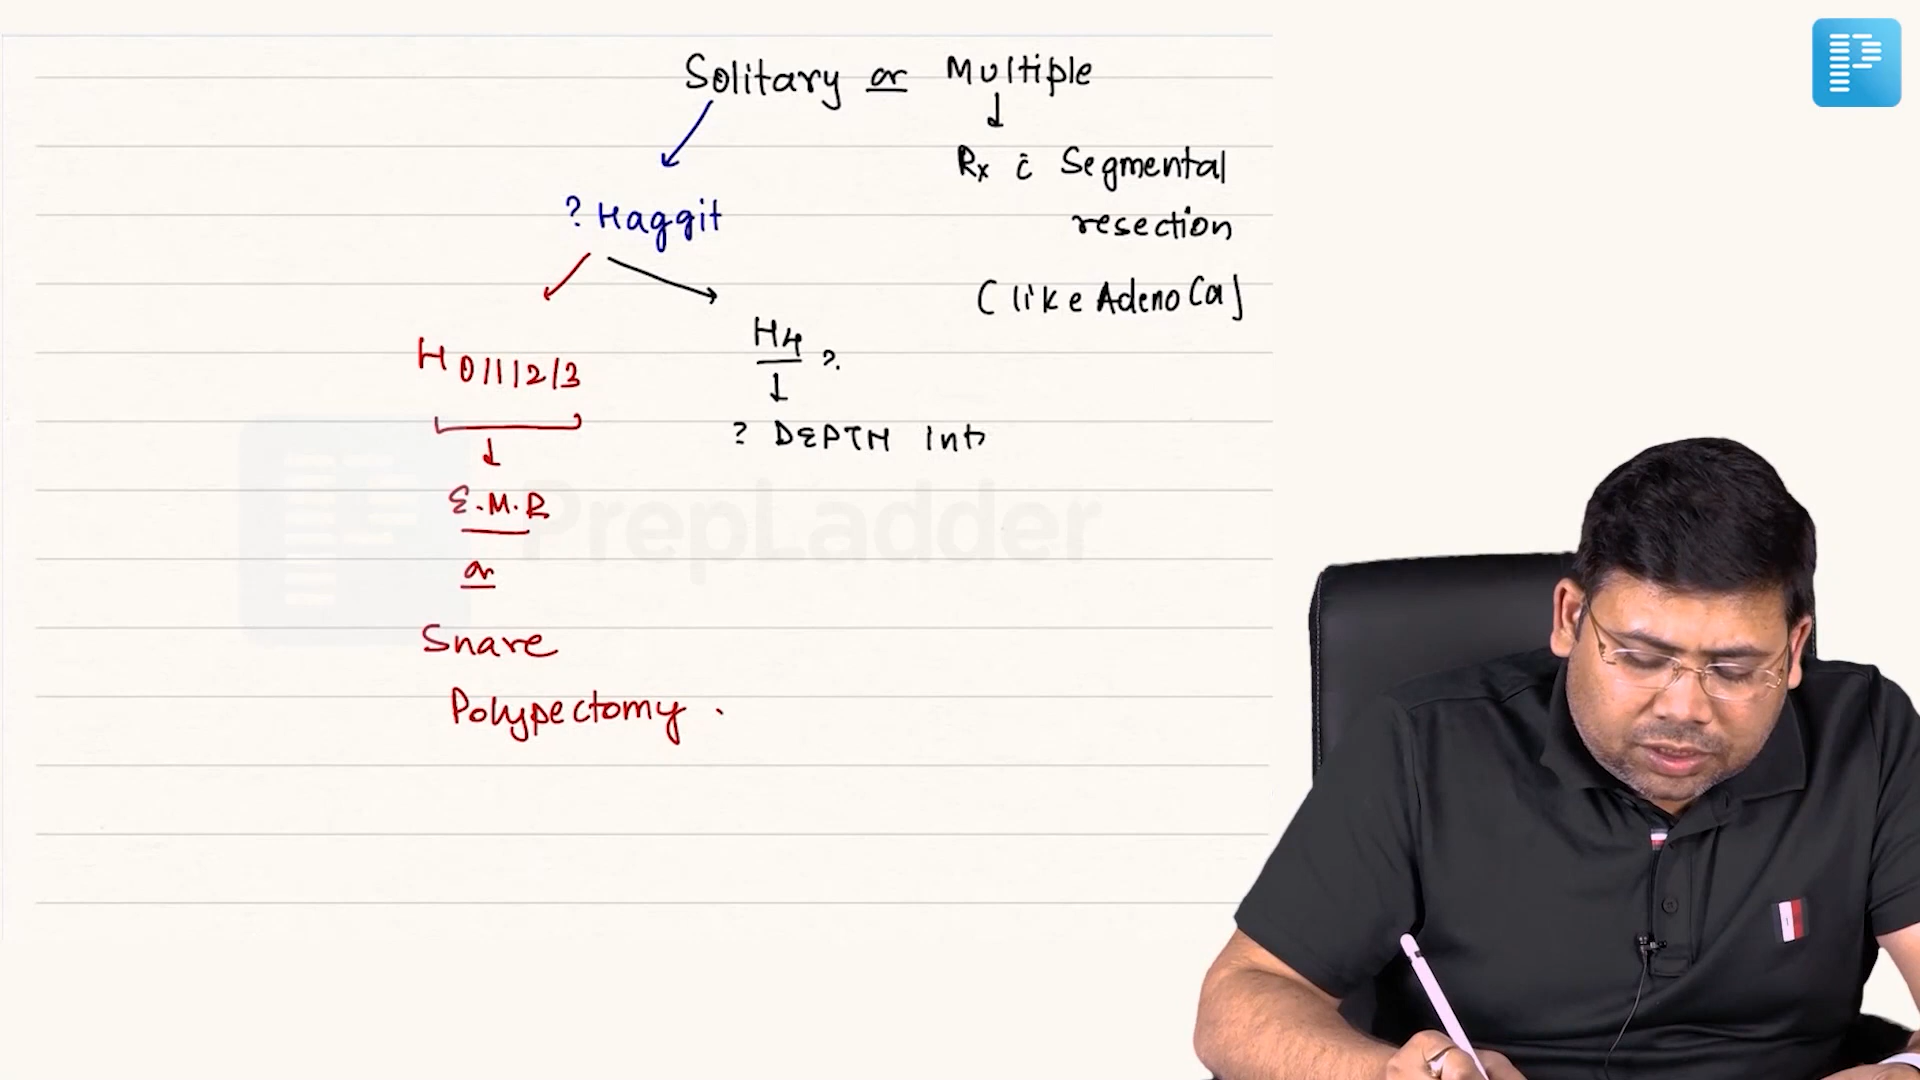 Solitary or Multiple
Rx c̄ Segmental
resection
(like Adeno Ca]
? Haggit
H 0/1/2/3
H4 ?
? DEPTH Int
E.M.R
or
Snare
Polypectomy .
PrepLadder